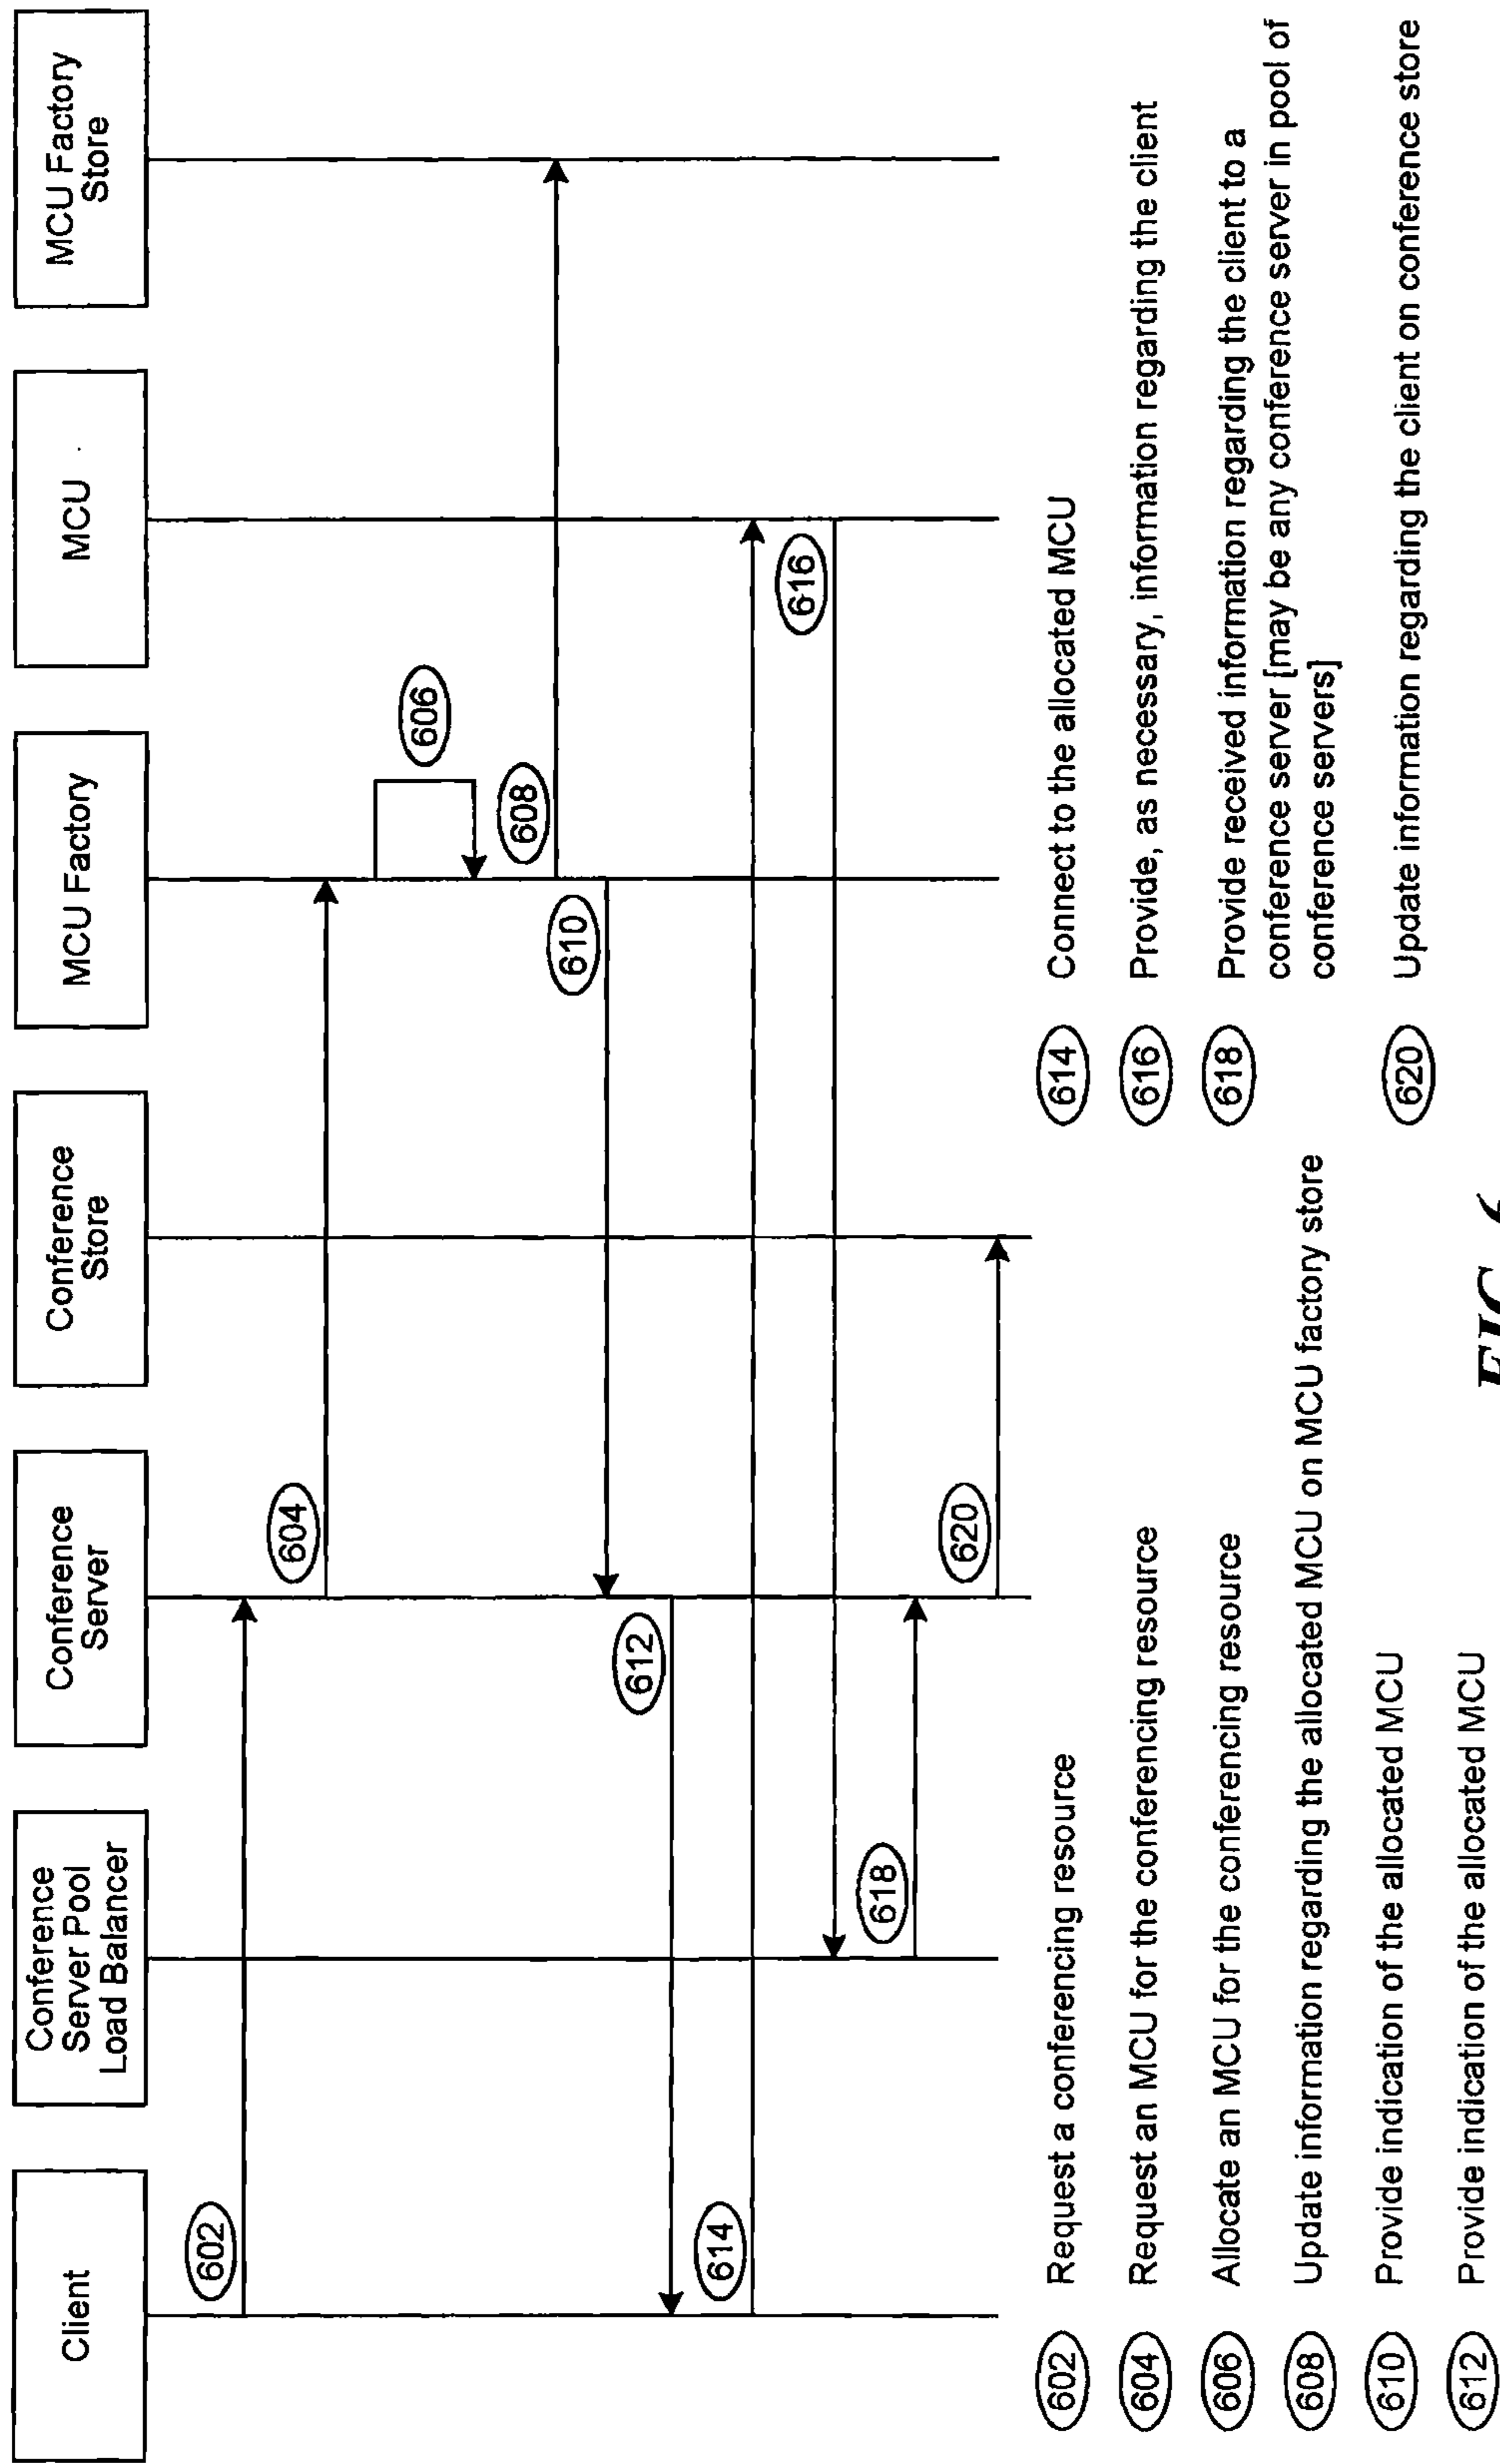 Client
Conference
Server Pool
Load Balancer
Conference
Server
Conference
Store
MCU Factory
MCU
MCU Factory
Store
602
604
606
608
610
612
614
616
618
620
602 Request a conferencing resource
604 Request an MCU for the conferencing resource
606 Allocate an MCU for the conferencing resource
608 Update information regarding the allocated MCU on MCU factory store
610 Provide indication of the allocated MCU
612 Provide indication of the allocated MCU
614 Connect to the allocated MCU
616 Provide, as necessary, information regarding the client
618 Provide received information regarding the client to a
conference server [may be any conference server in pool of
conference servers]
620 Update information regarding the client on conference store
FIG. 6